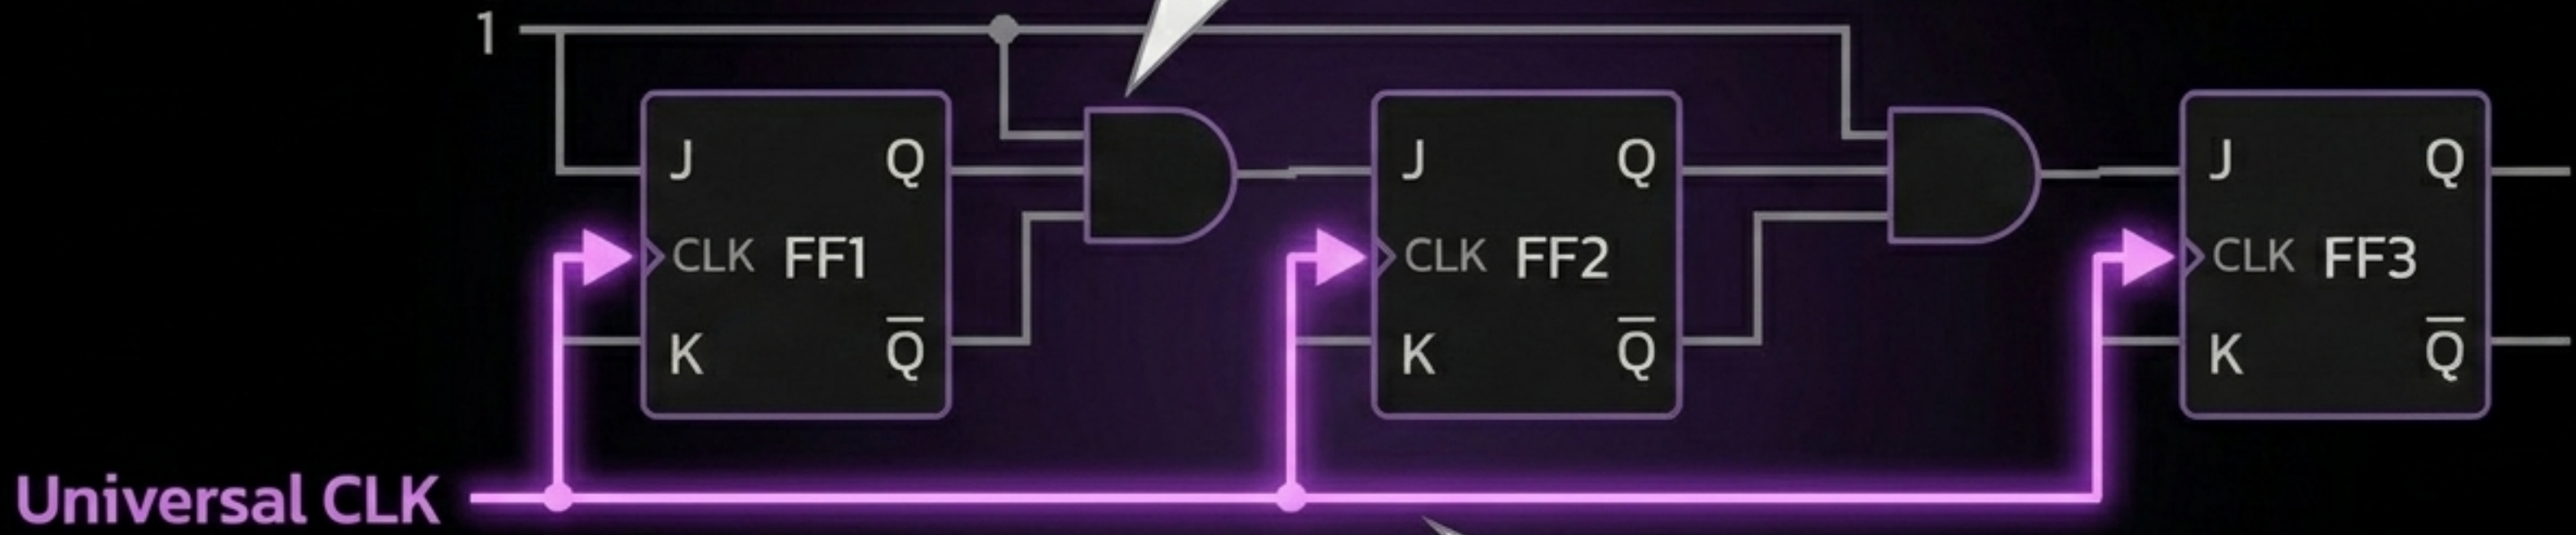 1
J Q
CLK FF1
K Q̅
J Q
CLK FF2
K Q̅
J Q
CLK FF3
K Q̅
Universal CLK